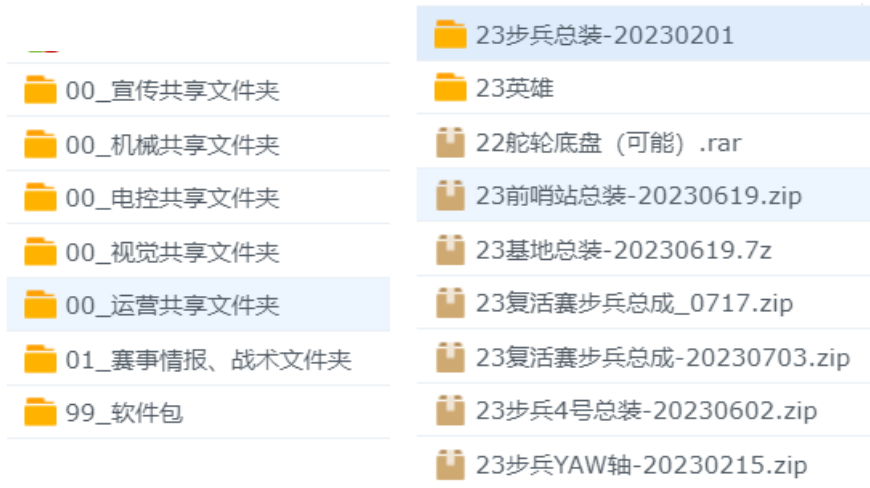 00_宣传共享文件夹
00_机械共享文件夹
00_电控共享文件夹
00_视觉共享文件夹
00_运营共享文件夹
01_赛事情报、战术文件夹
99_软件包
23步兵总装-20230201
23英雄
22舵轮底盘（可能）.rar
23前哨站总装-20230619.zip
23基地总装-20230619.7z
23复活赛步兵总成_0717.zip
23复活赛步兵总成-20230703.zip
23步兵4号总装-20230602.zip
23步兵YAW轴-20230215.zip